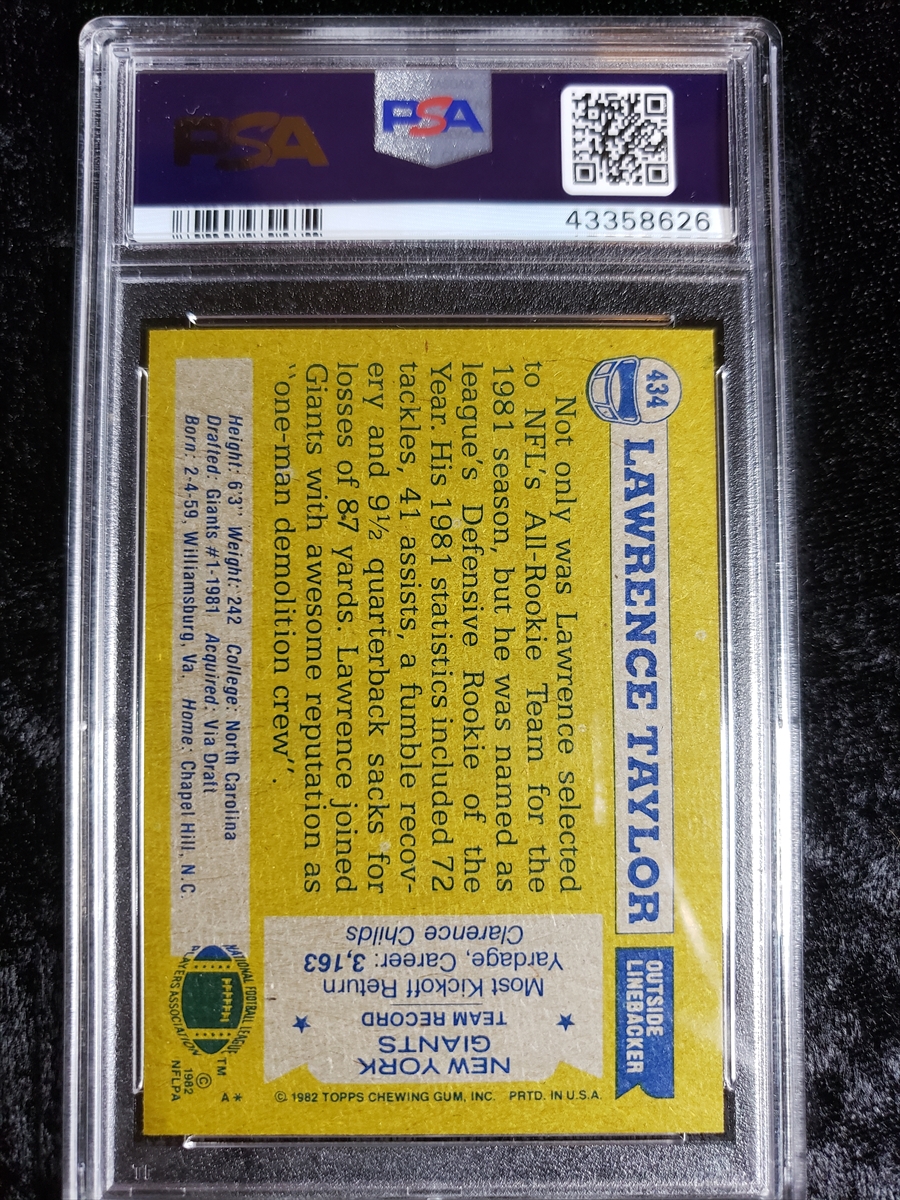 PSA
PSA
43358626
434
LAWRENCE TAYLOR
OUTSIDE
LINEBACKER
Not only was Lawrence selected
to NFL's All-Rookie Team for the
1981 season, but he was named as
league's Defensive Rookie of the
Year. His 1981 statistics included 72
tackles, 41 assists, a fumble recov-
ery and 9½ quarterback sacks for
losses of 87 yards. Lawrence joined
Giants with awesome reputation as
"one-man demolition crew".
Height: 6'3" Weight: 242 College: North Carolina
Drafted: Giants #1-1981 Acquired: Via Draft
Born: 2-4-59, Williamsburg, Va. Home: Chapel Hill, N.C.
NEW YORK
GIANTS
TEAM RECORD
Most Kickoff Return
Yardage, Career: 3,163
Clarence Childs
NATIONAL FOOTBALL LEAGUE
PLAYERS ASSOCIATION
TM
© 1982
NFLPA
A*
© 1982 TOPPS CHEWING GUM, INC. PRTD. IN U.S.A.